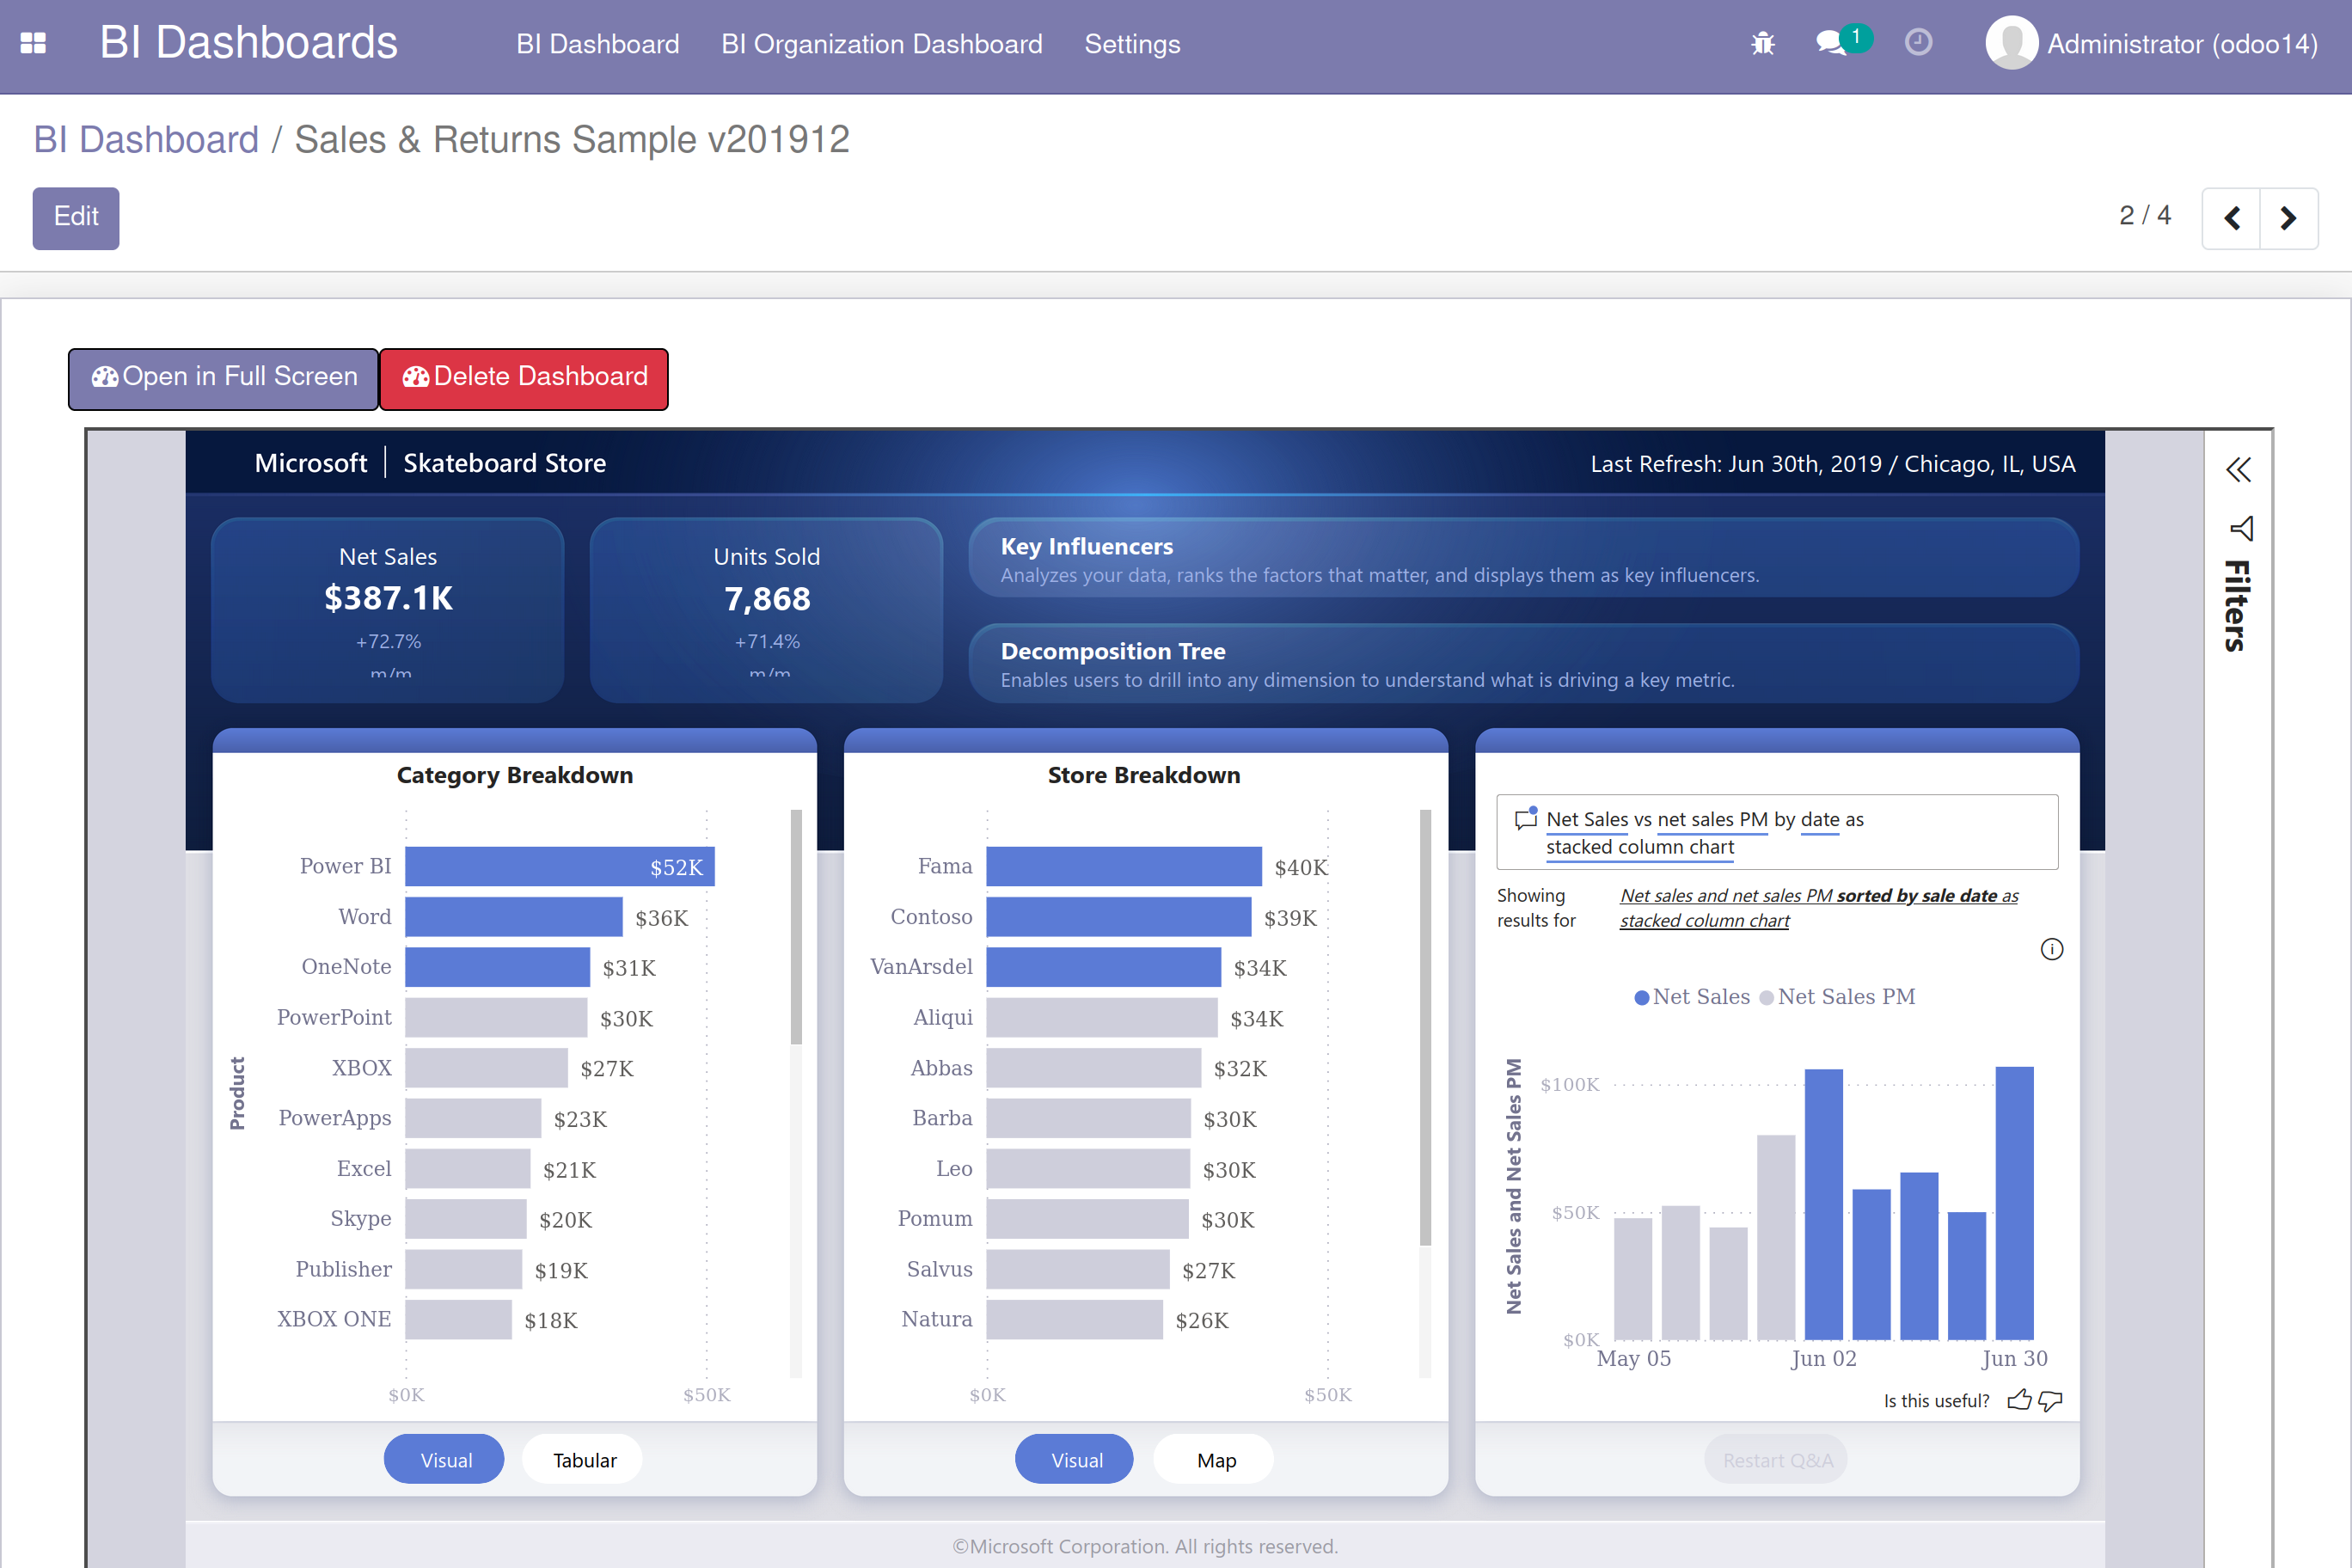 BI Dashboards
BI Dashboard
BI Organization Dashboard
Settings
1
Administrator (odoo14)
BI Dashboard / Sales & Returns Sample v201912
Edit
2 / 4
Open in Full Screen
Delete Dashboard
Microsoft | Skateboard Store
Last Refresh: Jun 30th, 2019 / Chicago, IL, USA
Net Sales
$387.1K
+72.7%
m/m
Units Sold
7,868
+71.4%
m/m
Key Influencers
Analyzes your data, ranks the factors that matter, and displays them as key influencers.
Decomposition Tree
Enables users to drill into any dimension to understand what is driving a key metric.
Filters
Category Breakdown
Product
Power BI $52K
Word $36K
OneNote $31K
PowerPoint $30K
XBOX $27K
PowerApps $23K
Excel $21K
Skype $20K
Publisher $19K
XBOX ONE $18K
$0K $50K
Visual
Tabular
Store Breakdown
Fama $40K
Contoso $39K
VanArsdel $34K
Aliqui $34K
Abbas $32K
Barba $30K
Leo $30K
Pomum $30K
Salvus $27K
Natura $26K
$0K $50K
Visual
Map
Net Sales vs net sales PM by date as
stacked column chart
Showing
results for
Net sales and net sales PM sorted by sale date as
stacked column chart
Net Sales
Net Sales PM
Net Sales and Net Sales PM
$100K
$50K
$0K
May 05 Jun 02 Jun 30
Is this useful?
Restart Q&A
©Microsoft Corporation. All rights reserved.